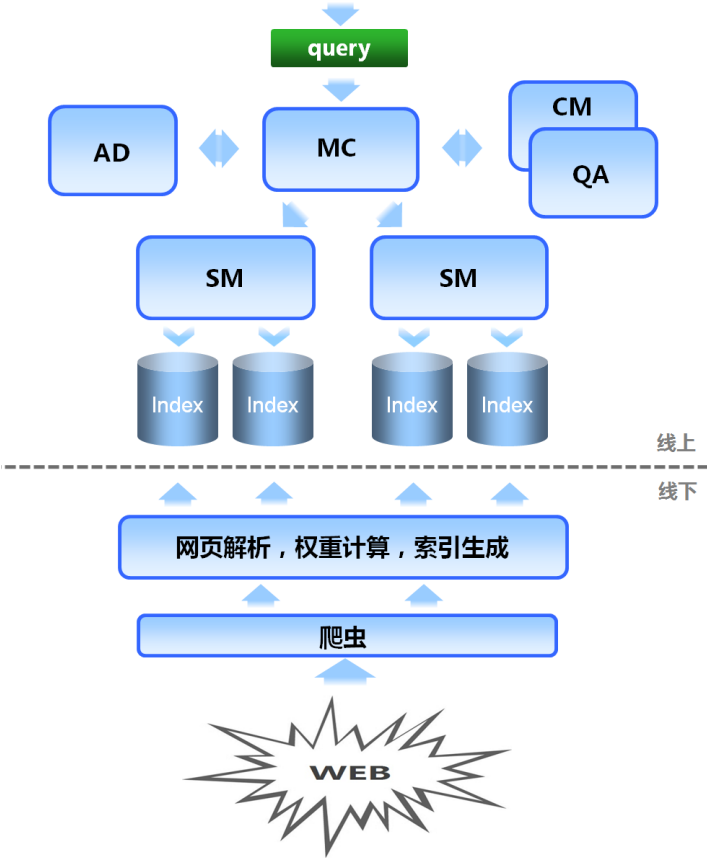 query
AD
MC
CM
QA
SM
SM
Index
Index
Index
Index
线上
线下
网页解析，权重计算，索引生成
爬虫
WEB